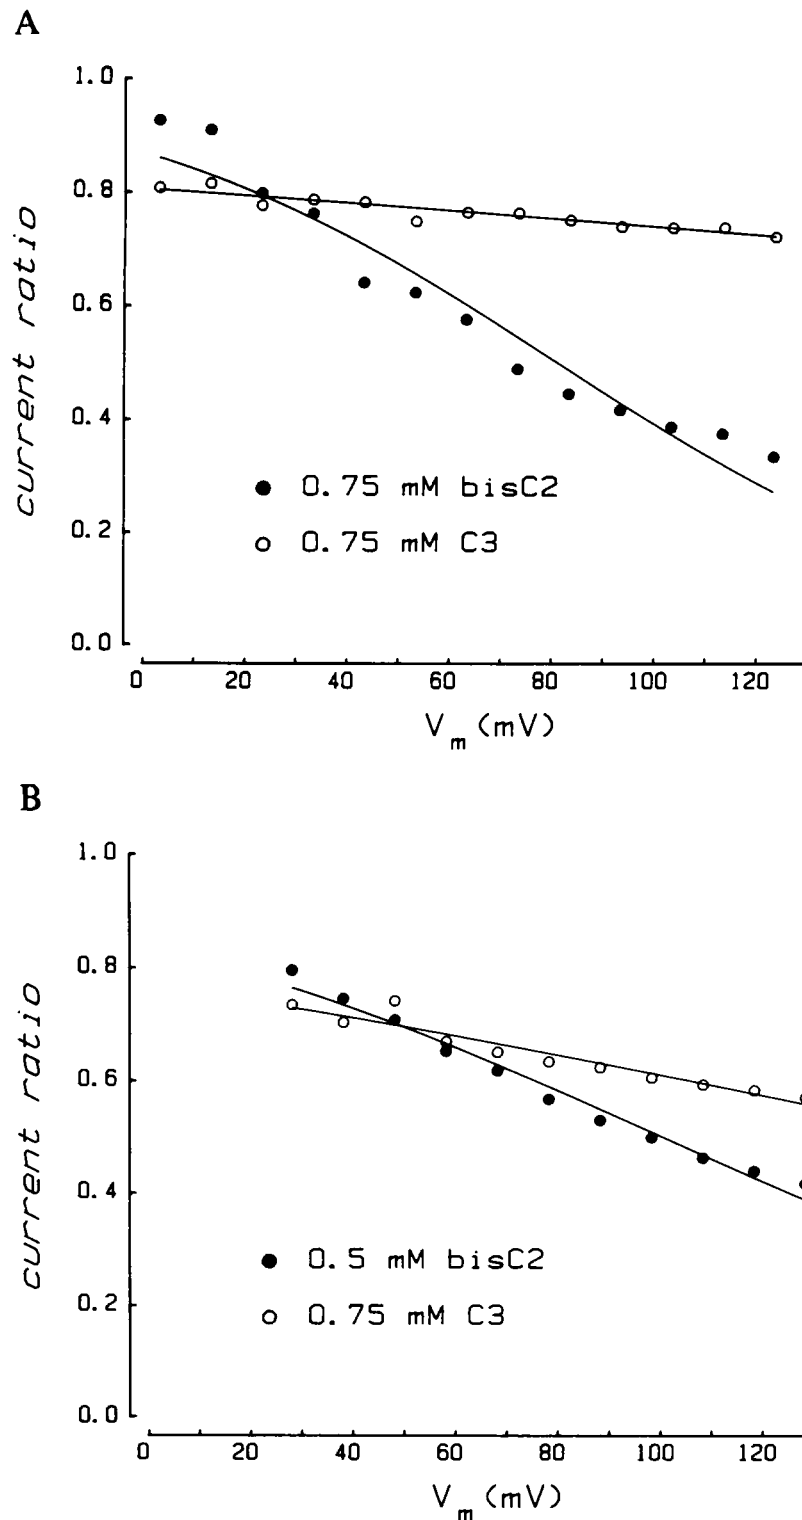 A
1.0
0.8
0.6
0.4
0.2
0.0
current ratio
● 0.75 mM bisC2
○ 0.75 mM C3
0 20 40 60 80 100 120
V_m (mV)
B
1.0
0.8
0.6
0.4
0.2
0.0
current ratio
● 0.5 mM bisC2
○ 0.75 mM C3
0 20 40 60 80 100 120
V_m (mV)